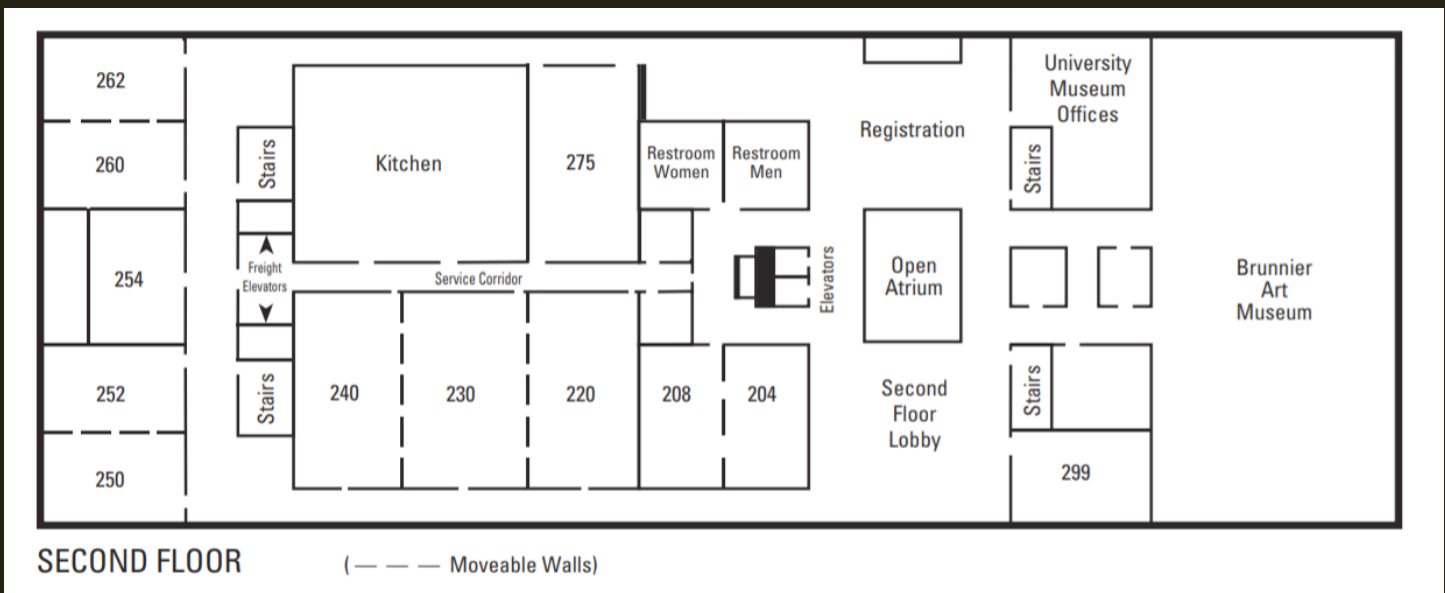 262
260
254
252
250
Stairs
Freight
Elevators
Stairs
Kitchen
275
Service Corridor
240
230
220
208
204
Restroom
Women
Restroom
Men
Elevators
Registration
Open
Atrium
Second
Floor
Lobby
University
Museum
Offices
Stairs
Stairs
299
Brunnier
Art
Museum
SECOND FLOOR
(— — — Moveable Walls)